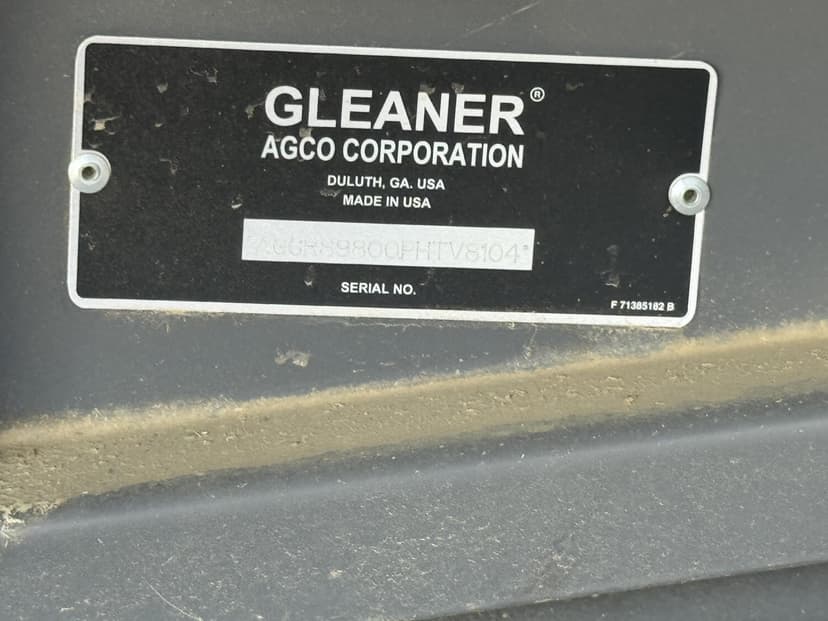 GLEANER®
AGCO CORPORATION
DULUTH, GA. USA
MADE IN USA
SERIAL NO.
F 71385182 B